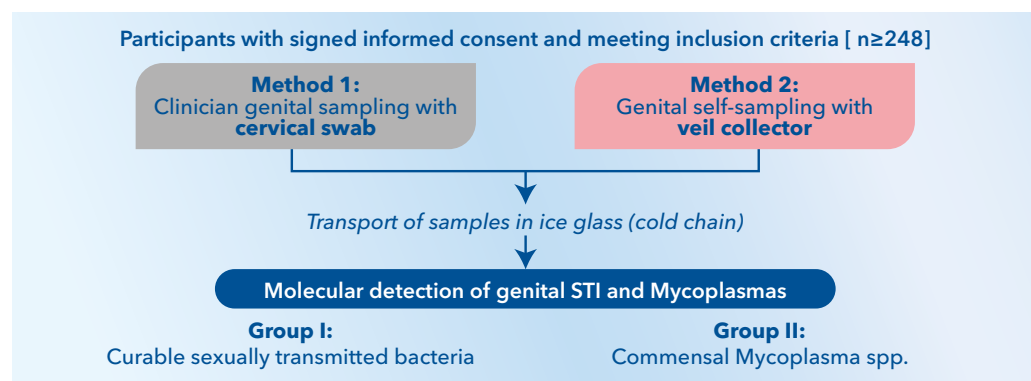 Participants with signed informed consent and meeting inclusion criteria [ n≥248]
Method 1:
Clinician genital sampling with
cervical swab
Method 2:
Genital self-sampling with
veil collector
Transport of samples in ice glass (cold chain)
Molecular detection of genital STI and Mycoplasmas
Group I:
Curable sexually transmitted bacteria
Group II:
Commensal Mycoplasma spp.